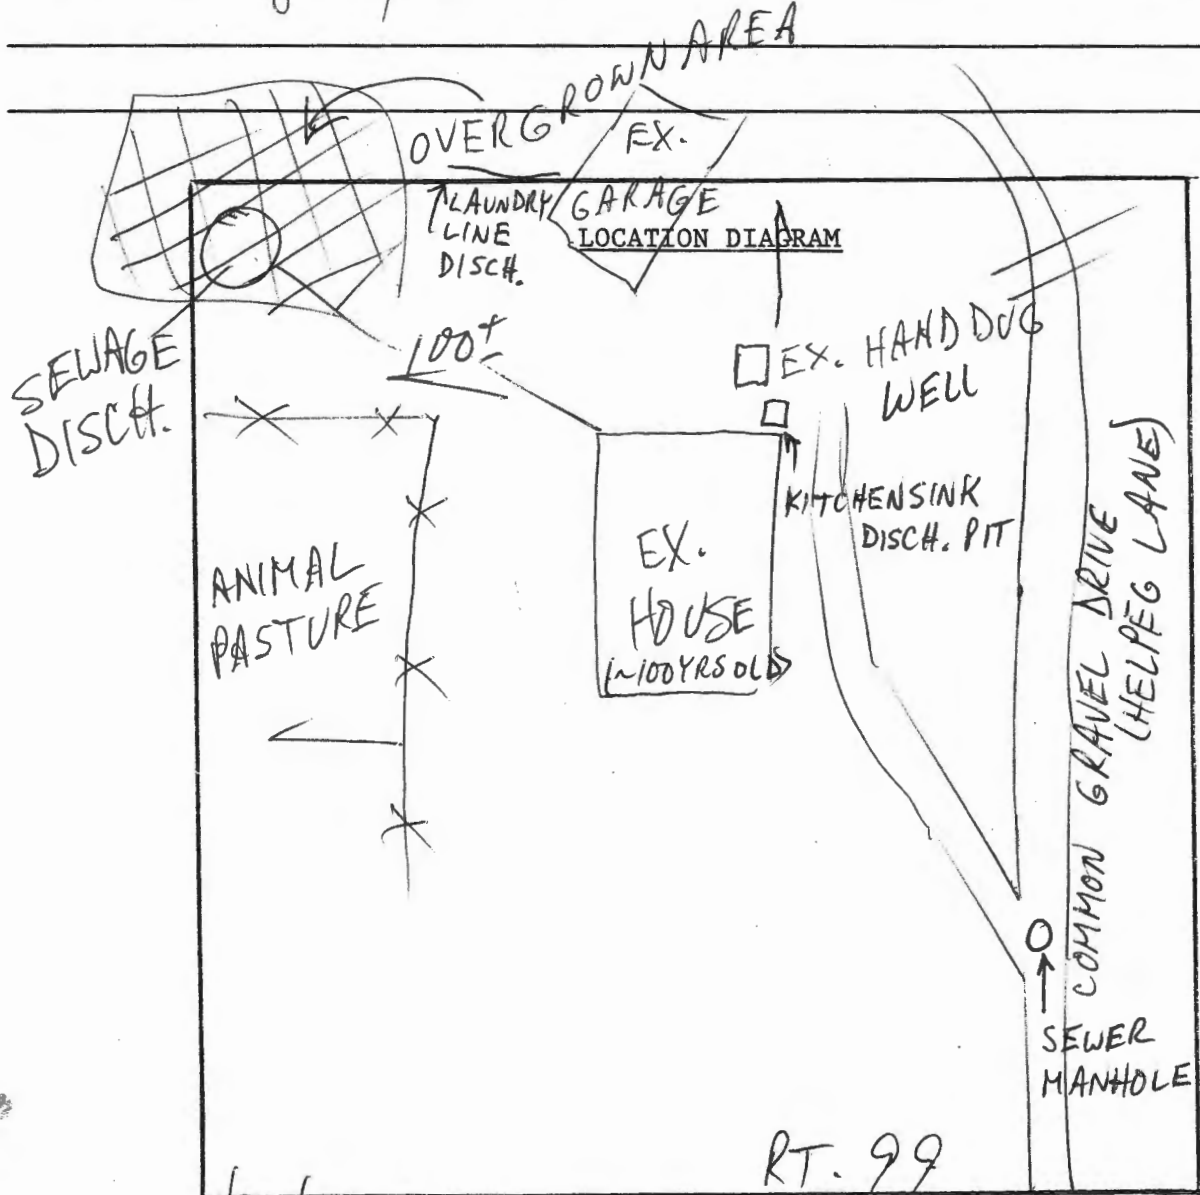 OVERGROWN AREA
EX.
GARAGE
LAUNDRY
LINE
DISCH.
LOCATION DIAGRAM
SEWAGE
DISCH.
100±
EX. HAND DUG
WELL
KITCHEN SINK
DISCH. PIT
ANIMAL
PASTURE
EX.
HOUSE
(~100 YRS OLD)
COMMON GRAVEL DRIVE
(HELPEG LANE)
SEWER
MANHOLE
RT. 99